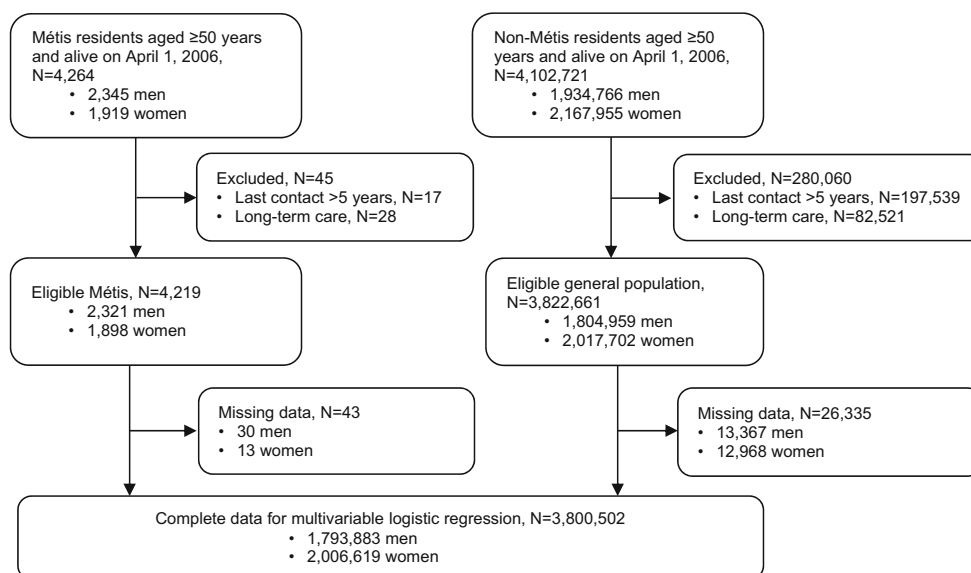 Métis residents aged ≥50 years
and alive on April 1, 2006,
N=4,264
• 2,345 men
• 1,919 women
Non-Métis residents aged ≥50
years and alive on April 1, 2006,
N=4,102,721
• 1,934,766 men
• 2,167,955 women
Excluded, N=45
• Last contact >5 years, N=17
• Long-term care, N=28
Excluded, N=280,060
• Last contact >5 years, N=197,539
• Long-term care, N=82,521
Eligible Métis, N=4,219
• 2,321 men
• 1,898 women
Eligible general population,
N=3,822,661
• 1,804,959 men
• 2,017,702 women
Missing data, N=43
• 30 men
• 13 women
Missing data, N=26,335
• 13,367 men
• 12,968 women
Complete data for multivariable logistic regression, N=3,800,502
• 1,793,883 men
• 2,006,619 women